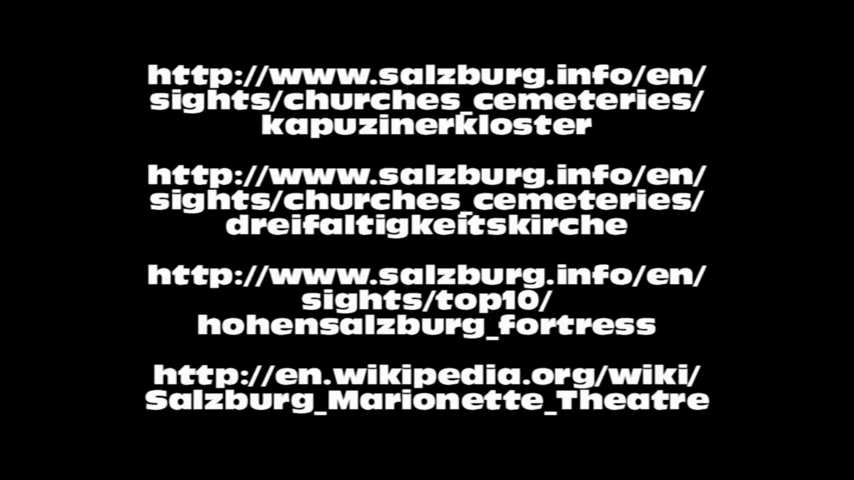 http://www.salzburg.info/en/
sights/churches_cemeteries/
kapuzinerkloster
http://www.salzburg.info/en/
sights/churches_cemeteries/
dreifaltigkeitskirche
http://www.salzburg.info/en/
sights/top10/
hohensalzburg_fortress
http://en.wikipedia.org/wiki/
Salzburg_Marionette_Theatre